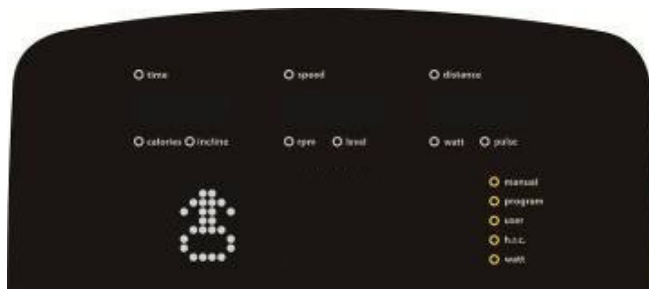 time speed distance
calories incline rpm level watt pulse
manual
program
user
h.r.c.
watt